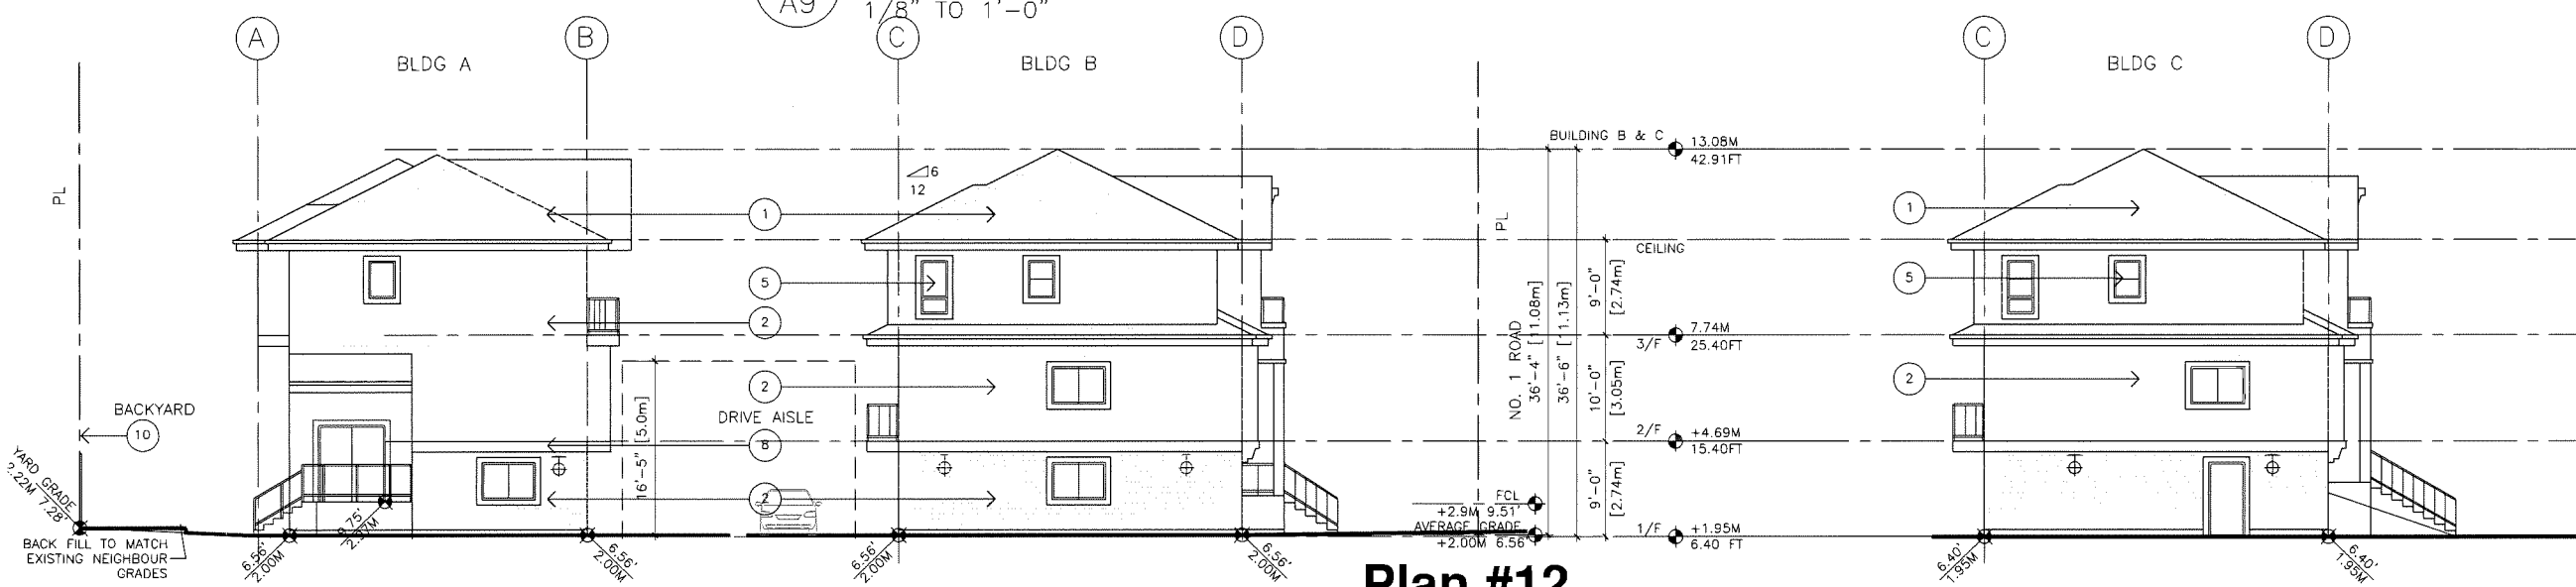 A9
1/8" TO 1'-0"
A
B
C
D
C
D
BLDG A
BLDG B
BLDG C
BUILDING B & C
13.08M
42.91FT
PL
6
12
1
1
PL
CEILING
5
5
2
9'-0"
[2.74m]
7.74M
3/F
25.40FT
NO. 1 ROAD
36'-4" [11.08m]
36'-6" [11.13m]
2
2
10'-0"
[3.05m]
BACKYARD
10
DRIVE AISLE
16'-5" [5.0m]
8
2/F
+4.69M
15.40FT
YARD GRADE
2.22M 7.28'
2
9'-0"
[2.74m]
FCL
+2.9M 9.51'
AVERAGE GRADE
+2.00M 6.56'
1/F
+1.95M
6.40 FT
9.75'
2.97M
BACK FILL TO MATCH
EXISTING NEIGHBOUR
GRADES
6.56'
2.00M
6.56'
2.00M
6.56'
2.00M
6.56'
2.00M
6.40'
1.95M
6.40'
1.95M
Plan #12